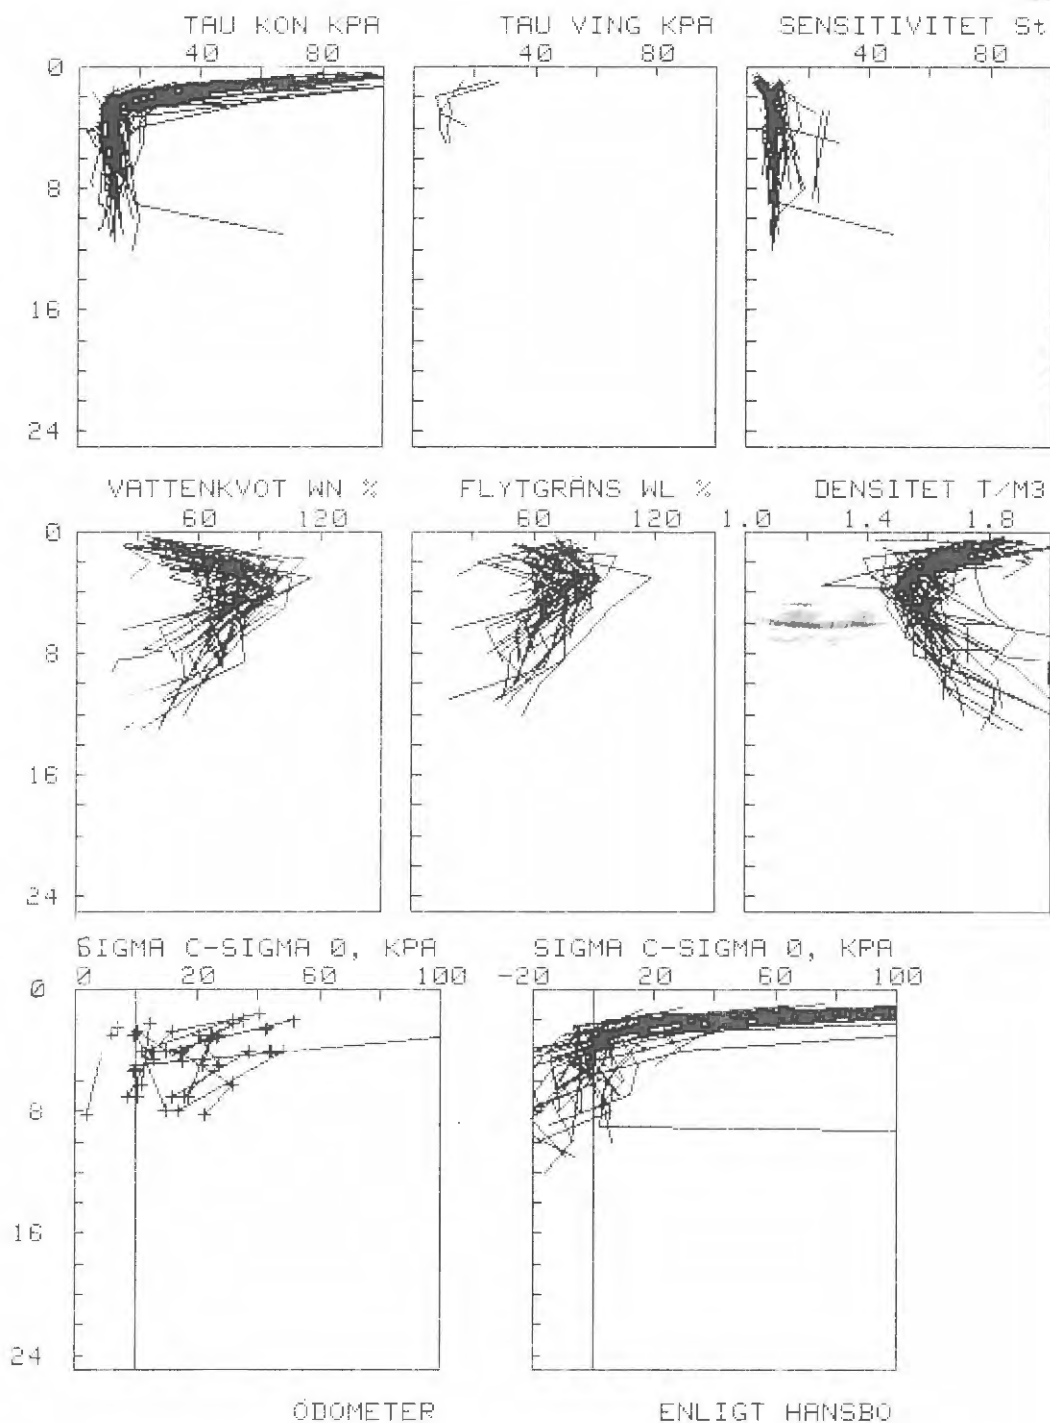 TAU KON KPA TAU VING KPA SENSITIVITET St
40 80 40 80 40 80
0
8
16
24
VATTENKVOT WN % FLYTGRÄNS WL % DENSITET T/M3
60 120 60 120 1.0 1.4 1.8
0
8
16
24
SIGMA C-SIGMA 0, KPA SIGMA C-SIGMA 0, KPA
0 20 60 100 -20 20 60 100
0
8
16
24
ÖDOMETER ENLIGT HANSBO